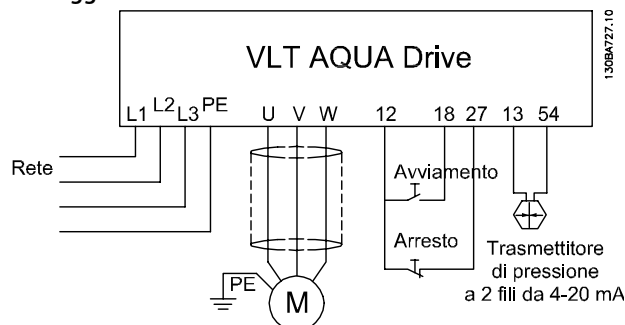 gg
130BA727.10
VLT AQUA Drive
L1 L2 L3 PE U V W 12 18 27 13 54
Rete
Avviamento
Arresto
PE
M
Trasmettitore
di pressione
a 2 fili da 4-20 mA